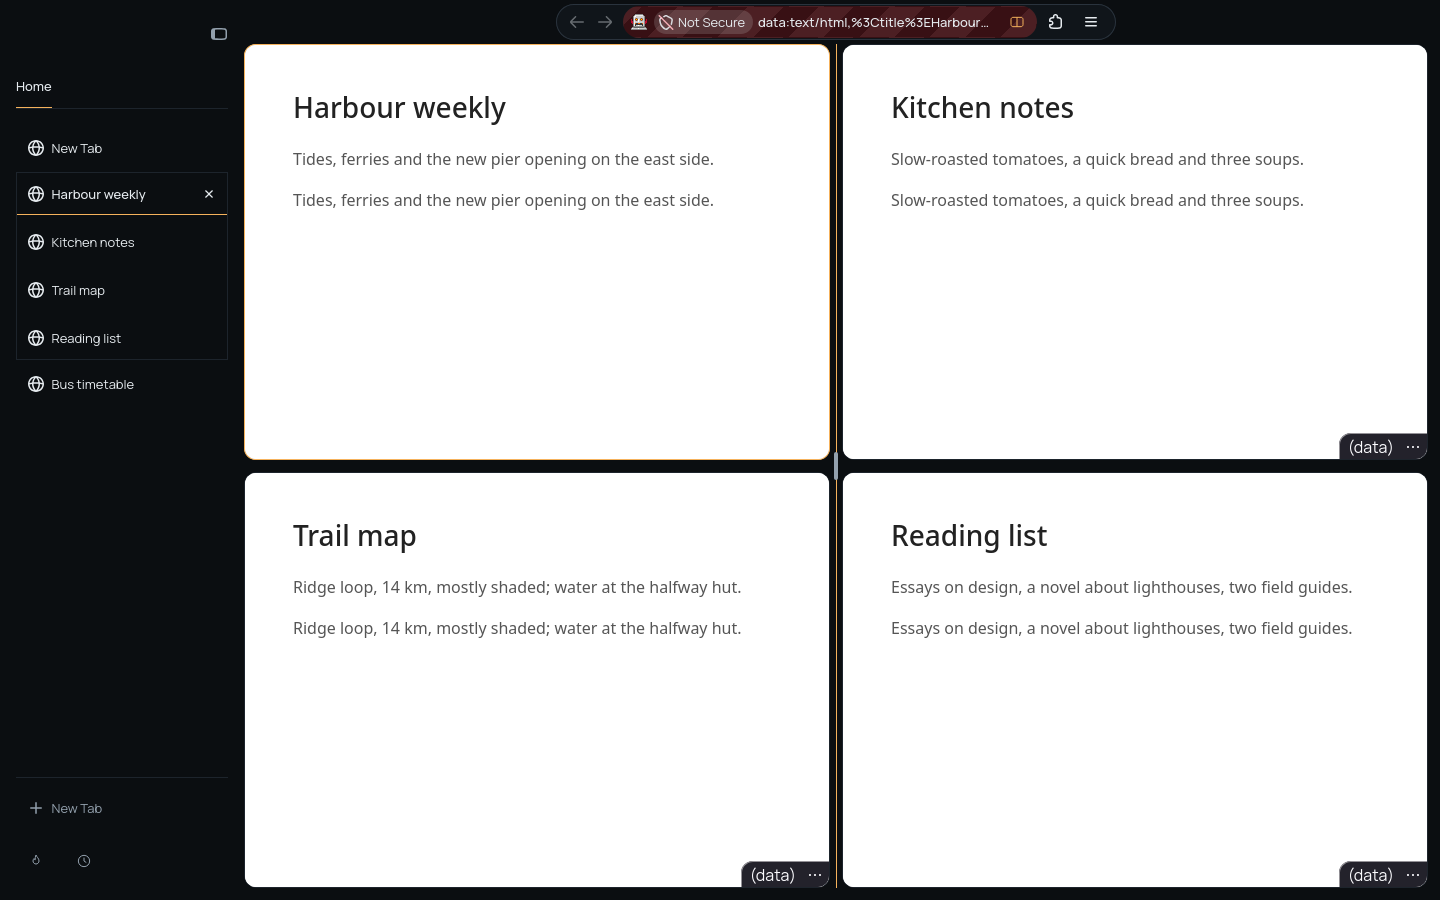 Not Secure data:text/html,%3Ctitle%3EHarbour...
Home
New Tab
Harbour weekly
Kitchen notes
Trail map
Reading list
Bus timetable
New Tab
Harbour weekly
Tides, ferries and the new pier opening on the east side.
Tides, ferries and the new pier opening on the east side.
Kitchen notes
Slow-roasted tomatoes, a quick bread and three soups.
Slow-roasted tomatoes, a quick bread and three soups.
(data) ···
Trail map
Ridge loop, 14 km, mostly shaded; water at the halfway hut.
Ridge loop, 14 km, mostly shaded; water at the halfway hut.
(data) ···
Reading list
Essays on design, a novel about lighthouses, two field guides.
Essays on design, a novel about lighthouses, two field guides.
(data) ···